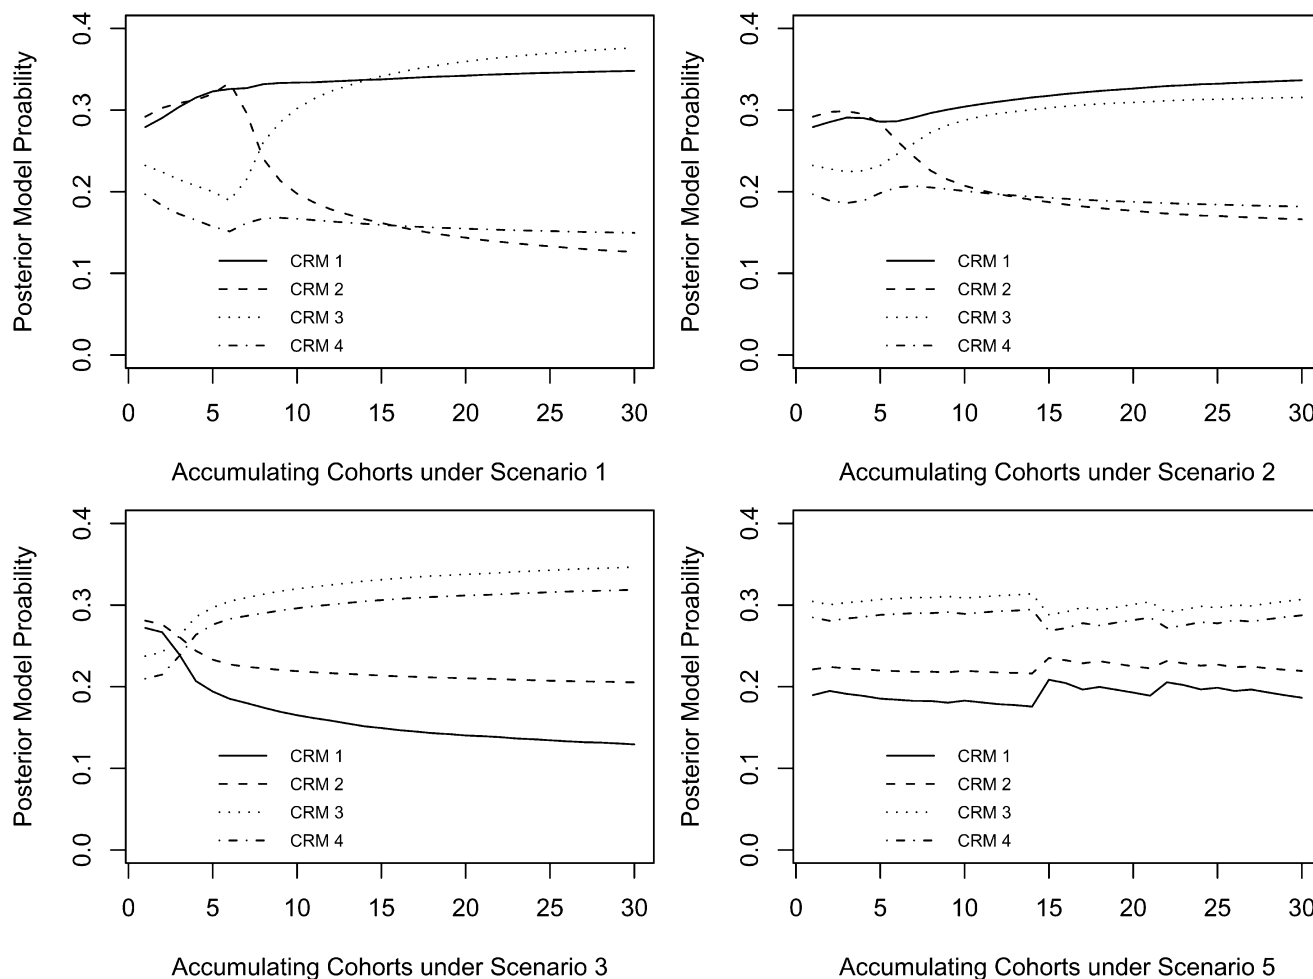 Posterior Model Proability
0.4
0.3
0.2
0.1
0.0
CRM 1
CRM 2
CRM 3
CRM 4
0 5 10 15 20 25 30
Accumulating Cohorts under Scenario 1
Posterior Model Proability
0.4
0.3
0.2
0.1
0.0
CRM 1
CRM 2
CRM 3
CRM 4
0 5 10 15 20 25 30
Accumulating Cohorts under Scenario 2
Posterior Model Proability
0.4
0.3
0.2
0.1
0.0
CRM 1
CRM 2
CRM 3
CRM 4
0 5 10 15 20 25 30
Accumulating Cohorts under Scenario 3
Posterior Model Proability
0.4
0.3
0.2
0.1
0.0
CRM 1
CRM 2
CRM 3
CRM 4
0 5 10 15 20 25 30
Accumulating Cohorts under Scenario 5